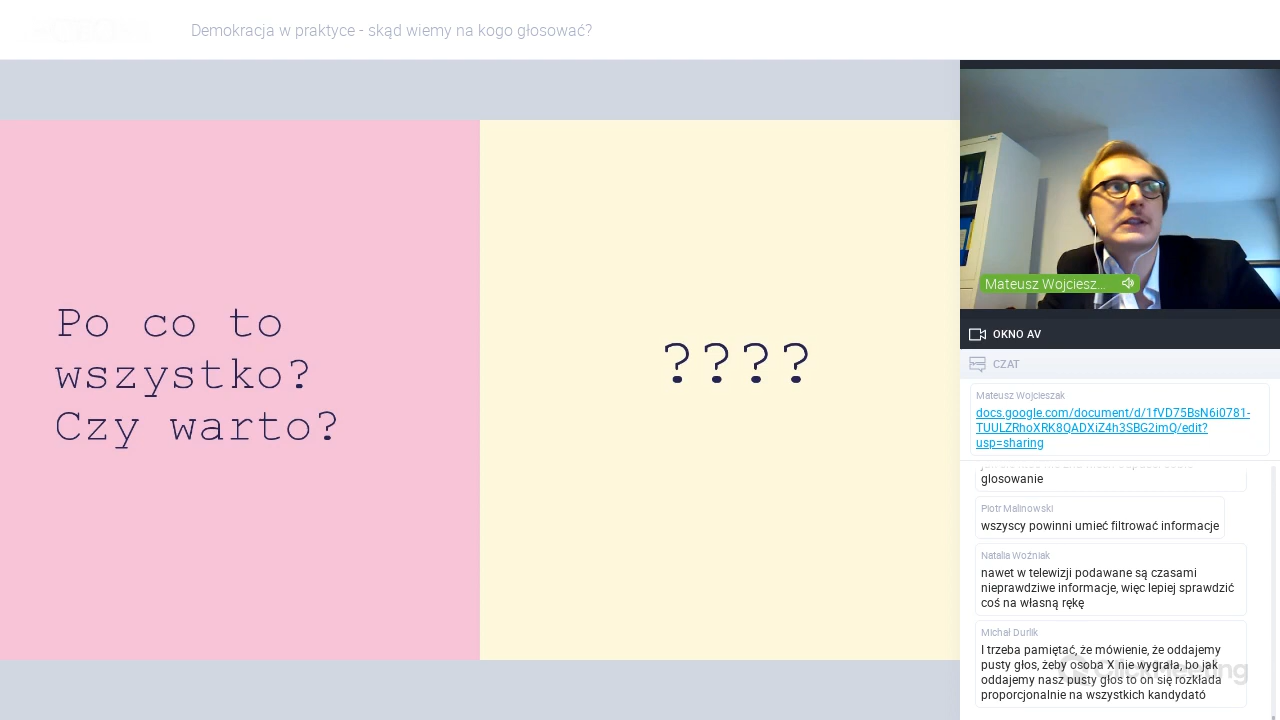 Demokracja w praktyce - skąd wiemy na kogo głosować?
Po co to
wszystko?
Czy warto?
????
Mateusz Wojciesz...
OKNO AV
CZAT
Mateusz Wojcieszak
docs.google.com/document/d/1fVD75BsN6i0781-
TUULZRhoXRK8QADXiZ4h3SBG2imQ/edit?
usp=sharing
glosowanie
Piotr Malinowski
wszyscy powinni umieć filtrować informacje
Natalia Woźniak
nawet w telewizji podawane są czasami
nieprawdziwe informacje, więc lepiej sprawdzić
coś na własną rękę
Michał Durlik
I trzeba pamiętać, że mówienie, że oddajemy
pusty głos, żeby osoba X nie wygrała, bo jak
oddajemy nasz pusty głos to on się rozkłada
proporcjonalnie na wszystkich kandydató
ClickMeeting